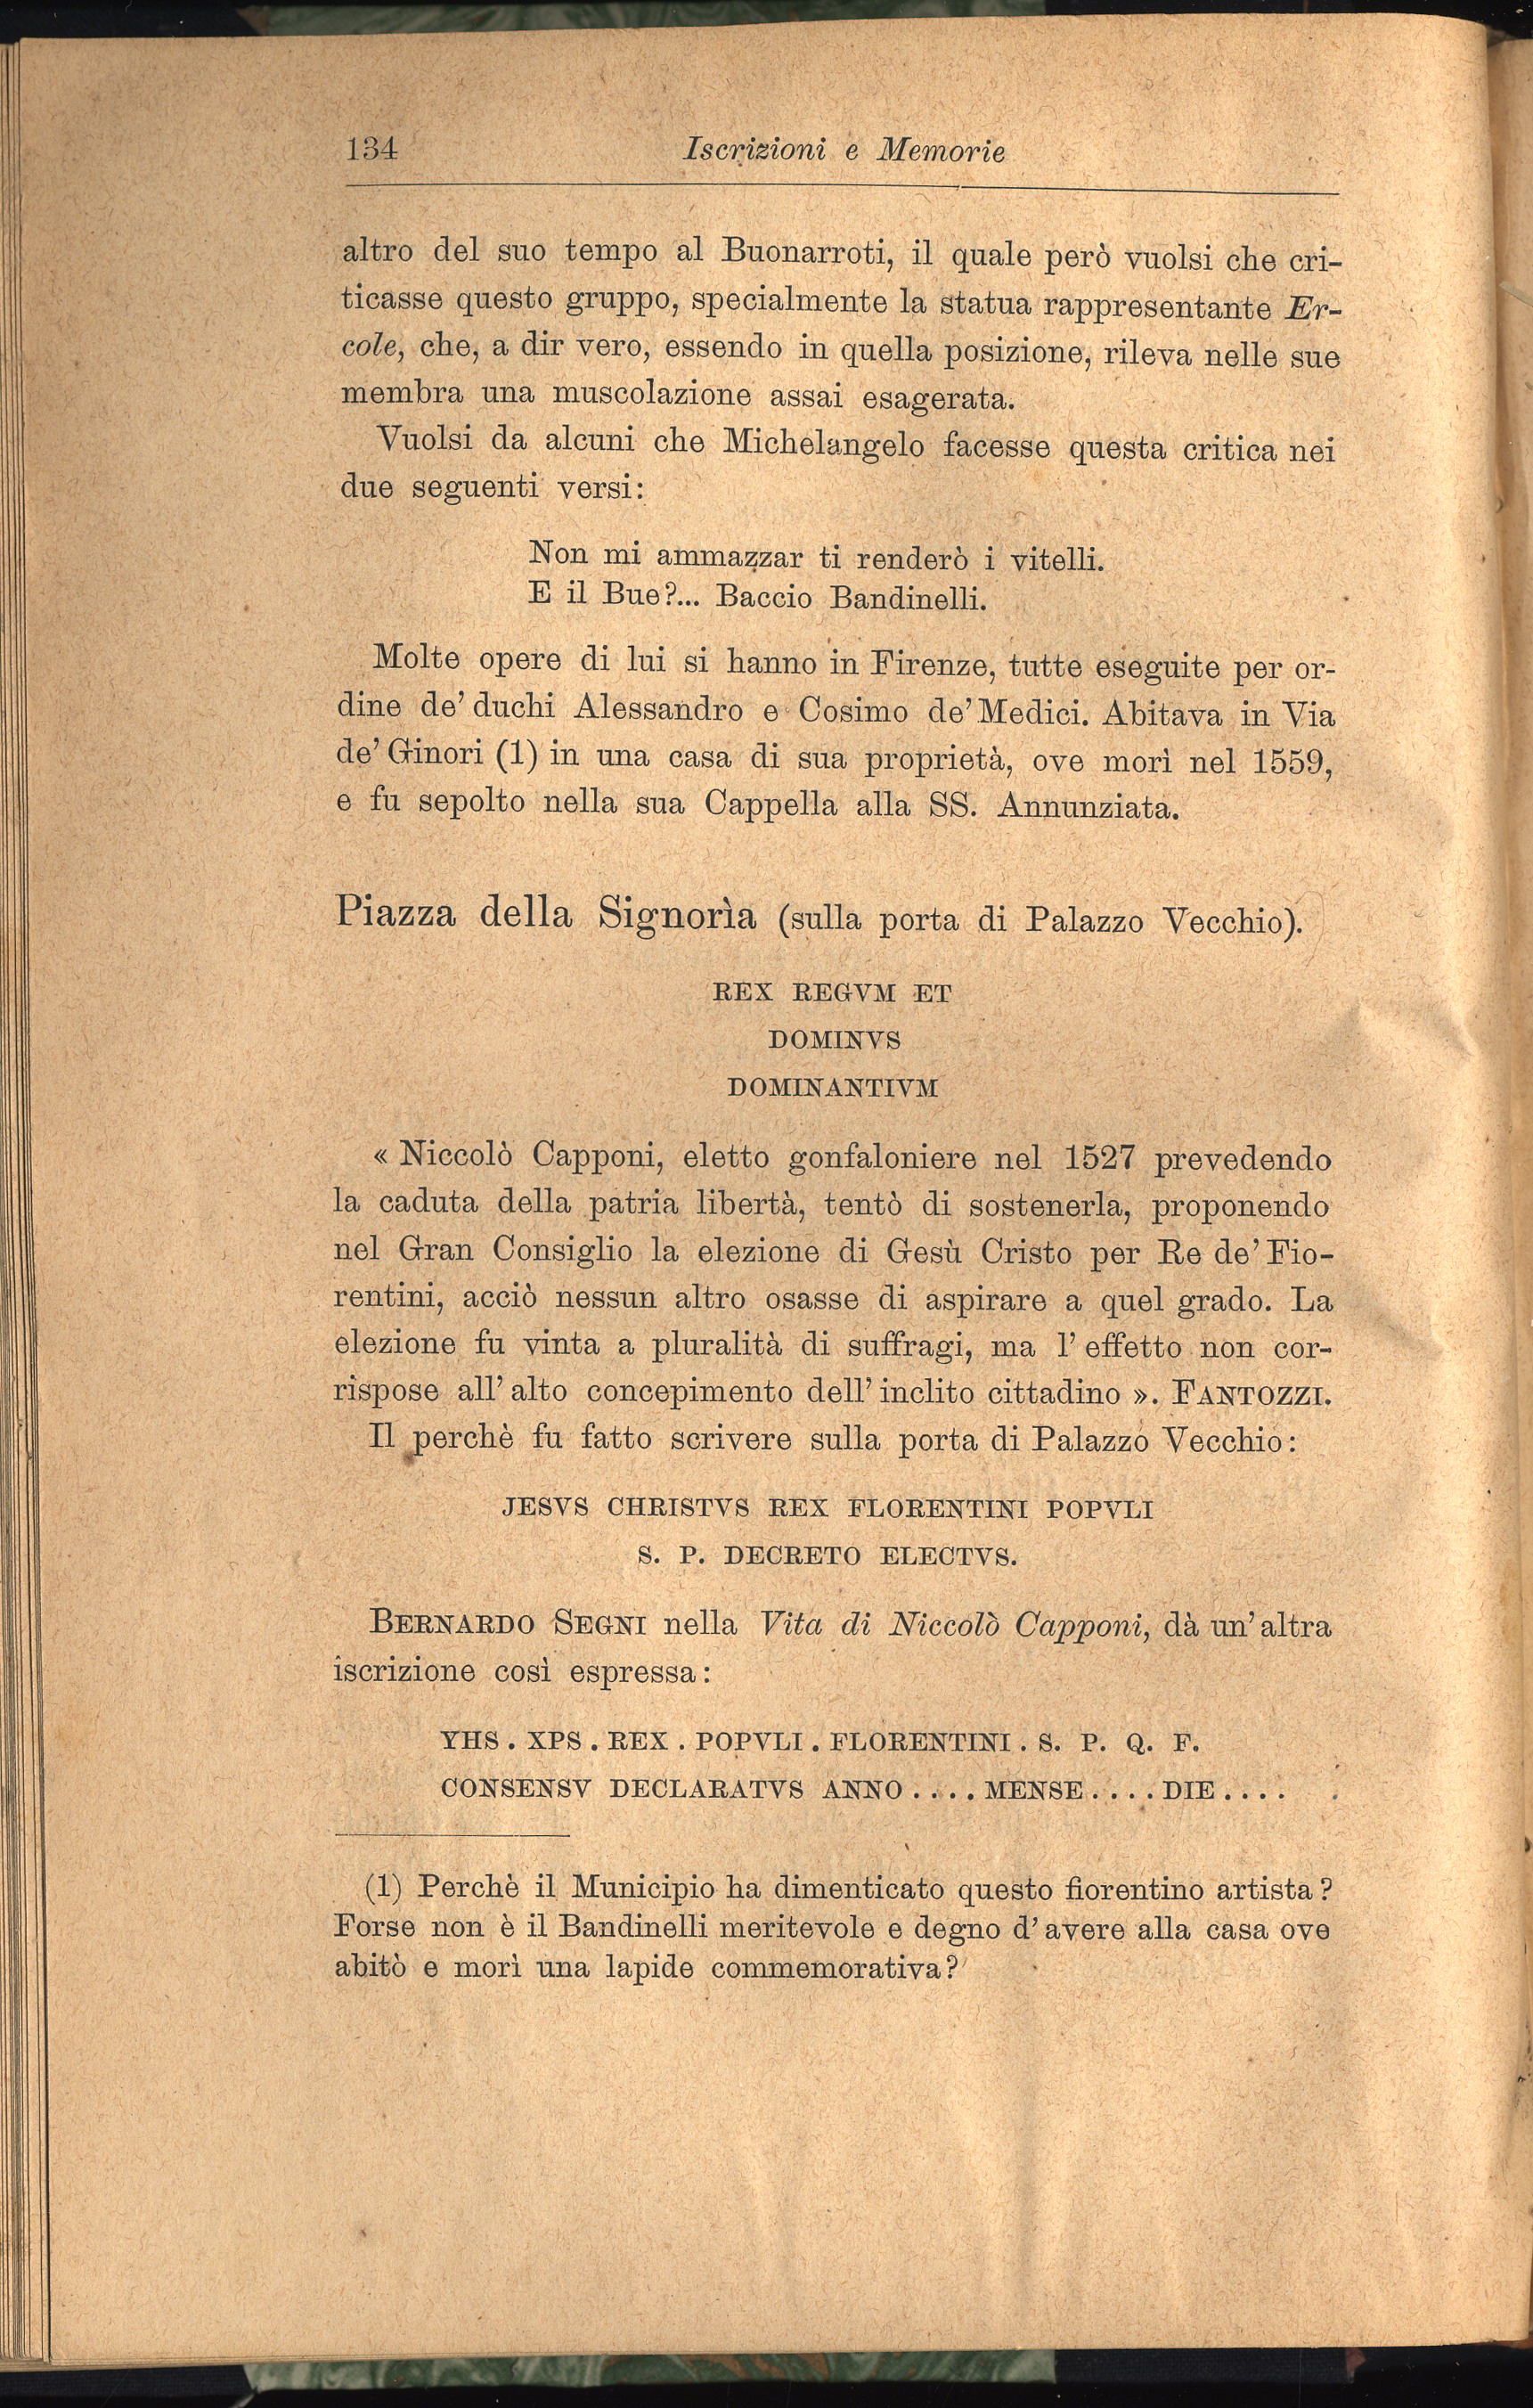 134 Iscrizioni e Memorie
altro del suo tempo al Buonarroti, il quale però vuolsi che cri-
ticasse questo gruppo, specialmente la statua rappresentante Er-
cole, che, a dir vero, essendo in quella posizione, rileva nelle sue
membra una muscolazione assai esagerata.
Vuolsi da alcuni che Michelangelo facesse questa critica nei
due seguenti versi:
Non mi ammazzar ti renderò i vitelli.
E il Bue?... Baccio Bandinelli.
Molte opere di lui si hanno in Firenze, tutte eseguite per or-
dine de' duchi Alessandro e Cosimo de' Medici. Abitava in Via
de' Ginori (1) in una casa di sua proprietà, ove morì nel 1559,
e fu sepolto nella sua Cappella alla SS. Annunziata.
Piazza della Signorìa (sulla porta di Palazzo Vecchio).
REX REGVM ET
DOMINVS
DOMINANTIVM
« Niccolò Capponi, eletto gonfaloniere nel 1527 prevedendo
la caduta della patria libertà, tentò di sostenerla, proponendo
nel Gran Consiglio la elezione di Gesù Cristo per Re de' Fio-
rentini, acciò nessun altro osasse di aspirare a quel grado. La
elezione fu vinta a pluralità di suffragi, ma l' effetto non cor-
rispose all' alto concepimento dell' inclito cittadino ». FANTOZZI.
Il perchè fu fatto scrivere sulla porta di Palazzo Vecchio:
JESVS CHRISTVS REX FLORENTINI POPVLI
S. P. DECRETO ELECTVS.
BERNARDO SEGNI nella Vita di Niccolò Capponi, dà un' altra
iscrizione così espressa:
YHS . XPS . REX . POPVLI . FLORENTINI . S. P. Q. F.
CONSENSV DECLARATVS ANNO .... MENSE .... DIE ....
(1) Perchè il Municipio ha dimenticato questo fiorentino artista?
Forse non è il Bandinelli meritevole e degno d' avere alla casa ove
abitò e morì una lapide commemorativa?